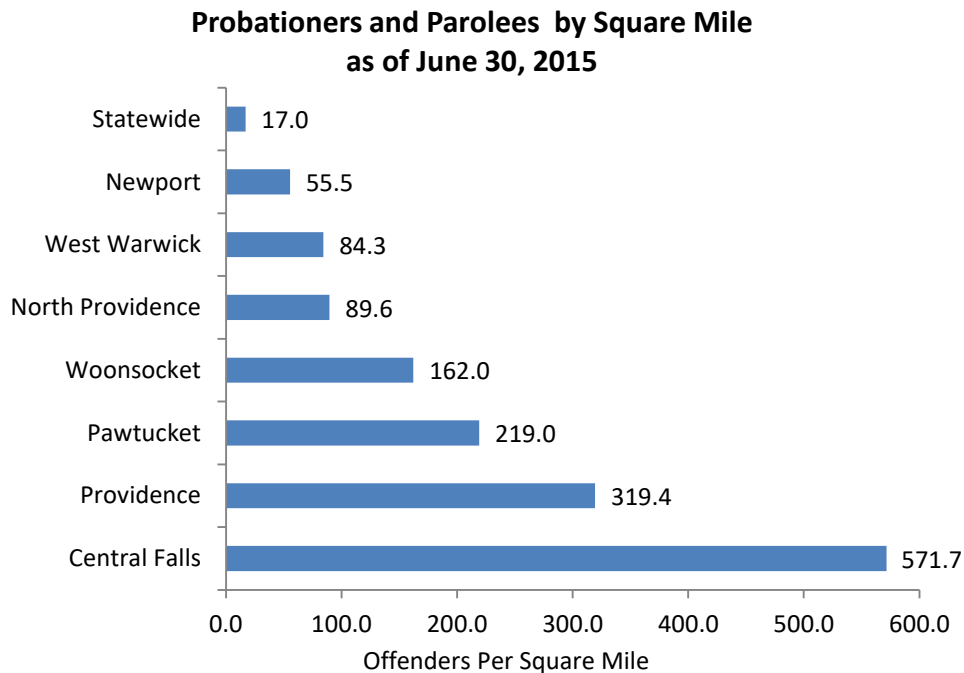 Probationers and Parolees by Square Mile
as of June 30, 2015
Statewide 17.0
Newport 55.5
West Warwick 84.3
North Providence 89.6
Woonsocket 162.0
Pawtucket 219.0
Providence 319.4
Central Falls 571.7
0.0 100.0 200.0 300.0 400.0 500.0 600.0
Offenders Per Square Mile